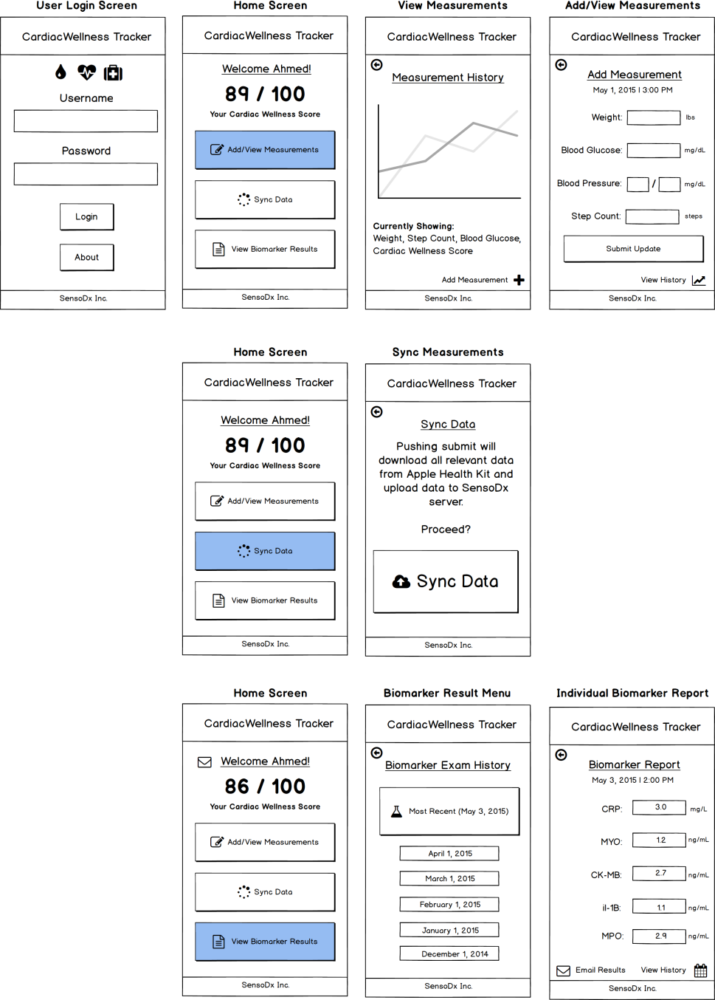 User Login Screen
CardiacWellness Tracker
Username
Password
Login
About
SensoDx Inc.
Home Screen
CardiacWellness Tracker
Welcome Ahmed!
89 / 100
Your Cardiac Wellness Score
Add/View Measurements
Sync Data
View Biomarker Results
SensoDx Inc.
View Measurements
CardiacWellness Tracker
Measurement History
Currently Showing:
Weight, Step Count, Blood Glucose,
Cardiac Wellness Score
Add Measurement
SensoDx Inc.
Add/View Measurements
CardiacWellness Tracker
Add Measurement
May 1, 2015 | 3:00 PM
Weight: lbs
Blood Glucose: mg/dL
Blood Pressure: / mg/dL
Step Count: steps
Submit Update
View History
SensoDx Inc.
Home Screen
CardiacWellness Tracker
Welcome Ahmed!
89 / 100
Your Cardiac Wellness Score
Add/View Measurements
Sync Data
View Biomarker Results
SensoDx Inc.
Sync Measurements
CardiacWellness Tracker
Sync Data
Pushing submit will
download all relevant data
from Apple Health Kit and
upload data to SensoDx
server.
Proceed?
Sync Data
SensoDx Inc.
Home Screen
CardiacWellness Tracker
Welcome Ahmed!
86 / 100
Your Cardiac Wellness Score
Add/View Measurements
Sync Data
View Biomarker Results
SensoDx Inc.
Biomarker Result Menu
CardiacWellness Tracker
Biomarker Exam History
Most Recent (May 3, 2015)
April 1, 2015
March 1, 2015
February 1, 2015
January 1, 2015
December 1, 2014
SensoDx Inc.
Individual Biomarker Report
CardiacWellness Tracker
Biomarker Report
May 3, 2015 | 2:00 PM
CRP: 3.0 mg/L
MYO: 1.2 ng/mL
CK-MB: 2.7 ng/mL
il-1B: 1.1 ng/mL
MPO: 2.9 ng/mL
Email Results View History
SensoDx Inc.